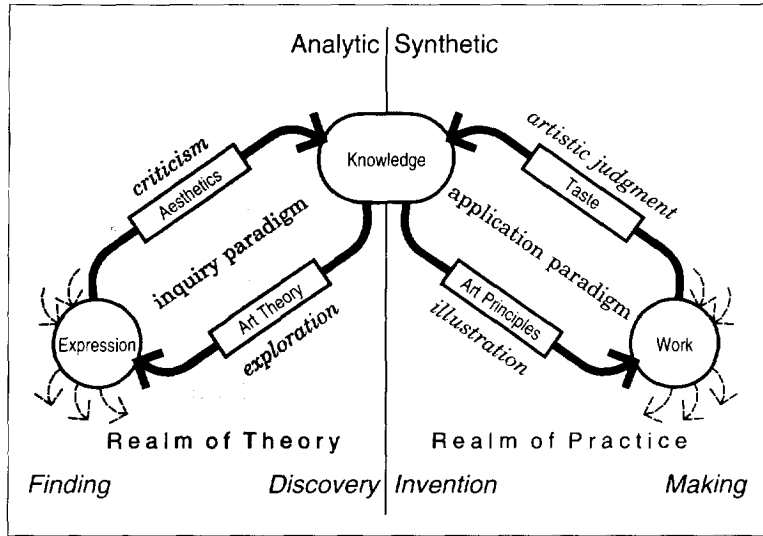 Analytic Synthetic
criticism
Aesthetics
Knowledge
artistic judgment
Taste
inquiry paradigm
application paradigm
Expression
Art Theory
exploration
Art Principles
illustration
Work
Realm of Theory
Realm of Practice
Finding Discovery Invention Making